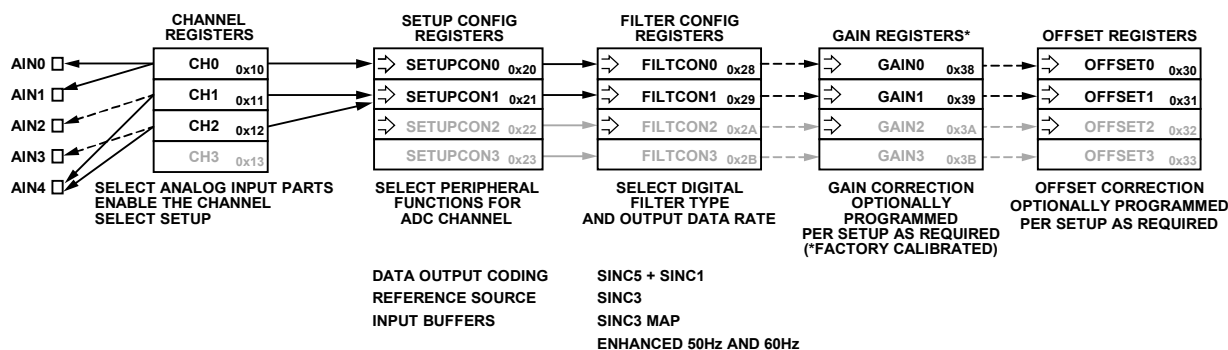 CHANNEL
REGISTERS
SETUP CONFIG
REGISTERS
FILTER CONFIG
REGISTERS
GAIN REGISTERS*
OFFSET REGISTERS
AIN0
AIN1
AIN2
AIN3
AIN4
CH0 0x10
CH1 0x11
CH2 0x12
CH3 0x13
SELECT ANALOG INPUT PARTS
ENABLE THE CHANNEL
SELECT SETUP
SETUPCON0 0x20
SETUPCON1 0x21
SETUPCON2 0x22
SETUPCON3 0x23
SELECT PERIPHERAL
FUNCTIONS FOR
ADC CHANNEL
FILTCON0 0x28
FILTCON1 0x29
FILTCON2 0x2A
FILTCON3 0x2B
SELECT DIGITAL
FILTER TYPE
AND OUTPUT DATA RATE
GAIN0 0x38
GAIN1 0x39
GAIN2 0x3A
GAIN3 0x3B
GAIN CORRECTION
OPTIONALLY
PROGRAMMED
PER SETUP AS REQUIRED
(*FACTORY CALIBRATED)
OFFSET0 0x30
OFFSET1 0x31
OFFSET2 0x32
OFFSET3 0x33
OFFSET CORRECTION
OPTIONALLY PROGRAMMED
PER SETUP AS REQUIRED
DATA OUTPUT CODING
REFERENCE SOURCE
INPUT BUFFERS
SINC5 + SINC1
SINC3
SINC3 MAP
ENHANCED 50Hz AND 60Hz